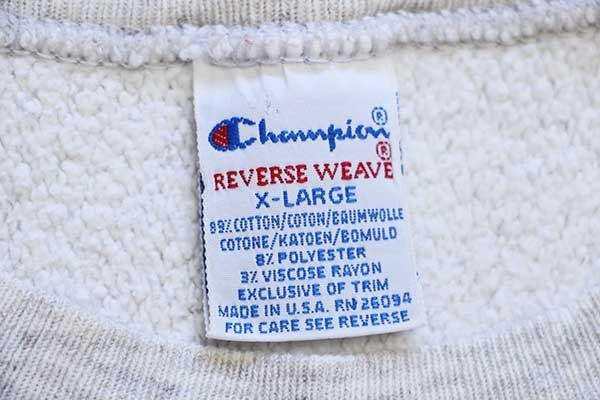 Champion®
REVERSE WEAVE®
X-LARGE
89% COTTON/COTON/BAUMWOLLE
COTONE/KATOEN/BOMULD
8% POLYESTER
3% VISCOSE RAYON
EXCLUSIVE OF TRIM
MADE IN U.S.A. RN 26094
FOR CARE SEE REVERSE